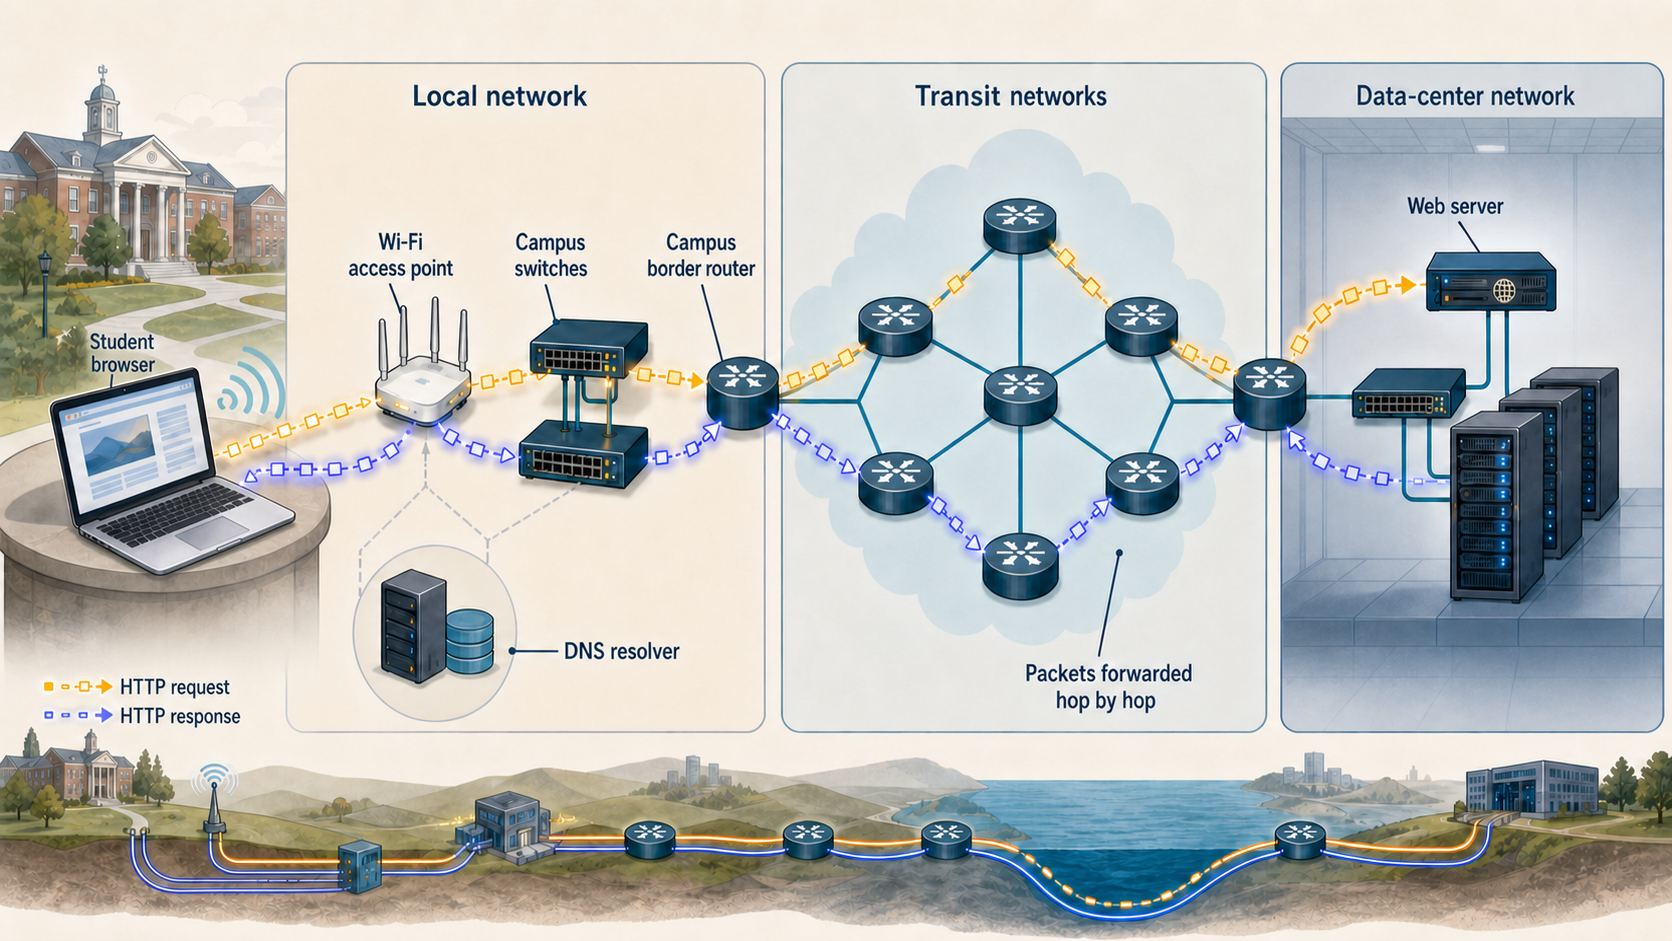 Local network
Transit networks
Data-center network
Student
browser
Wi-Fi
access point
Campus
switches
Campus
border router
Web server
DNS resolver
Packets forwarded
hop by hop
HTTP request
HTTP response